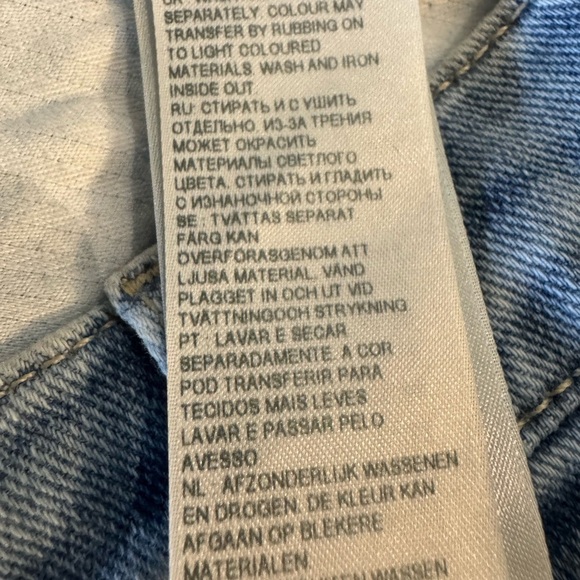 SEPARATELY. COLOUR MAY
TRANSFER BY RUBBING ON
TO LIGHT COLOURED
MATERIALS. WASH AND IRON
INSIDE OUT.
RU: СТИРАТЬ И С УШИТЬ
ОТДЕЛЬНО. ИЗ-ЗА ТРЕНИЯ
МОЖЕТ ОКРАСИТЬ
МАТЕРИАЛЫ СВЕТЛОГО
ЦВЕТА. СТИРАТЬ И ГЛАДИТЬ
С ИЗНАНОЧНОЙ СТОРОНЫ
SE : TVÄTTAS SEPARAT
FÄRG KAN
ÖVERFÖRASGENOM ATT
LJUSA MATERIAL. VÄND
PLAGGET IN OCH UT VID
TVÄTTNINGOCH STRYKNING.
PT : LAVAR E SECAR
SEPARADAMENTE. A COR
POD TRANSFERIR PARA
TECIDOS MAIS LEVES
LAVAR E PASSAR PELO
AVESSO
NL : AFZONDERLIJK WASSENEN
EN DROGEN. DE KLEUR KAN
AFGAAN OP BLEKERE
MATERIALEN.
WASSEN